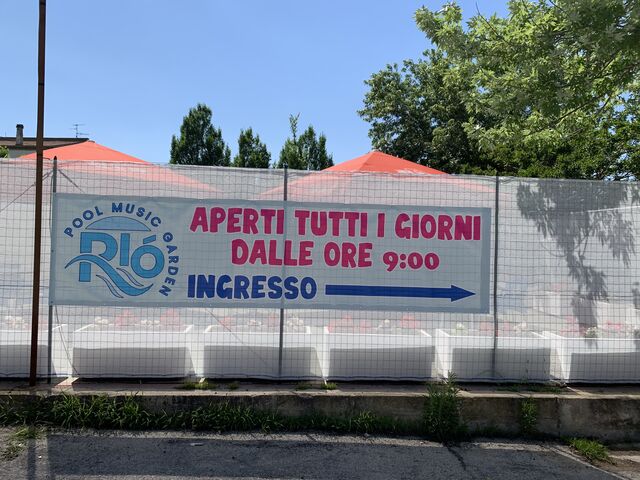 POOL MUSIC GARDEN
RIÓ
APERTI TUTTI I GIORNI
DALLE ORE 9:00
INGRESSO